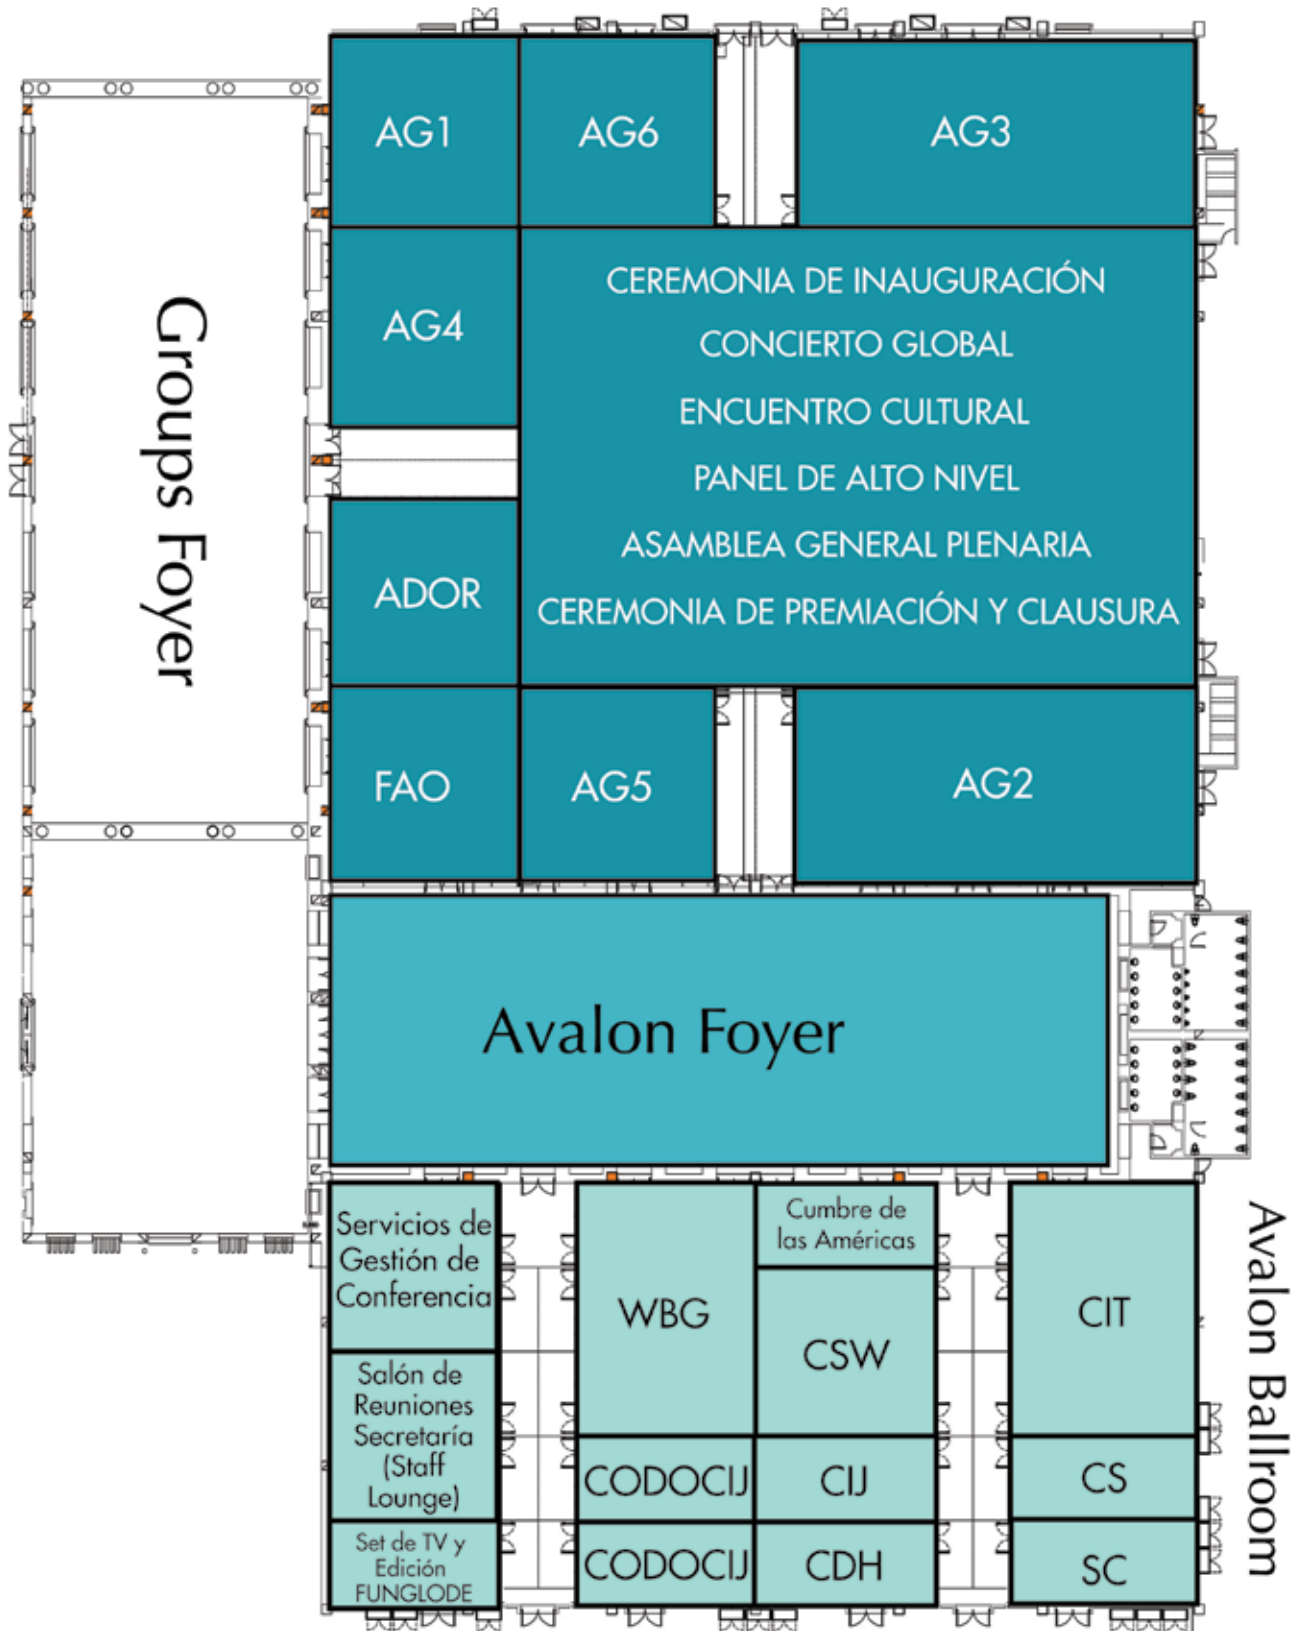 AG1
AG6
AG3
Groups Foyer
AG4
CEREMONIA DE INAUGURACIÓN
CONCIERTO GLOBAL
ENCUENTRO CULTURAL
PANEL DE ALTO NIVEL
ASAMBLEA GENERAL PLENARIA
CEREMONIA DE PREMIACIÓN Y CLAUSURA
ADOR
FAO
AG5
AG2
Avalon Foyer
Servicios de
Gestión de
Conferencia
WBG
Cumbre de
las Américas
CSW
CIT
Avalon Ballroom
Salón de
Reuniones
Secretaría
(Staff
Lounge)
CODOCIJ
CIJ
CS
Set de TV y
Edición
FUNGLODE
CODOCIJ
CDH
SC